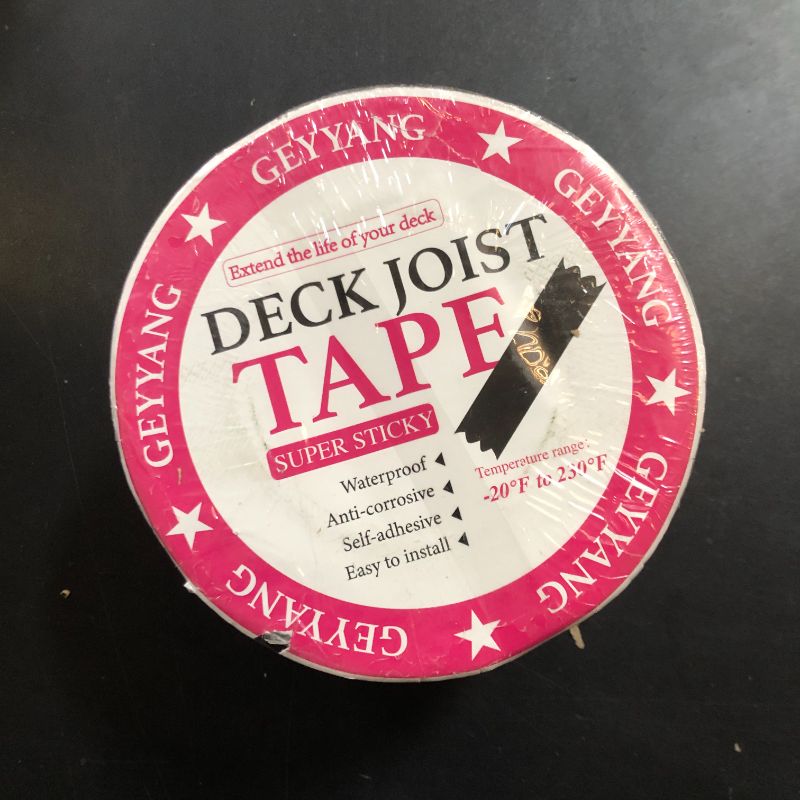 GEYYANG
GEYYANG
GEYYANG
GEYYANG
GEYYANG
Extend the life of your deck
DECK JOIST
TAPE
SUPER STICKY
Waterproof
Anti-corrosive
Self-adhesive
Easy to install
Temperature range:
-20°F to 230°F